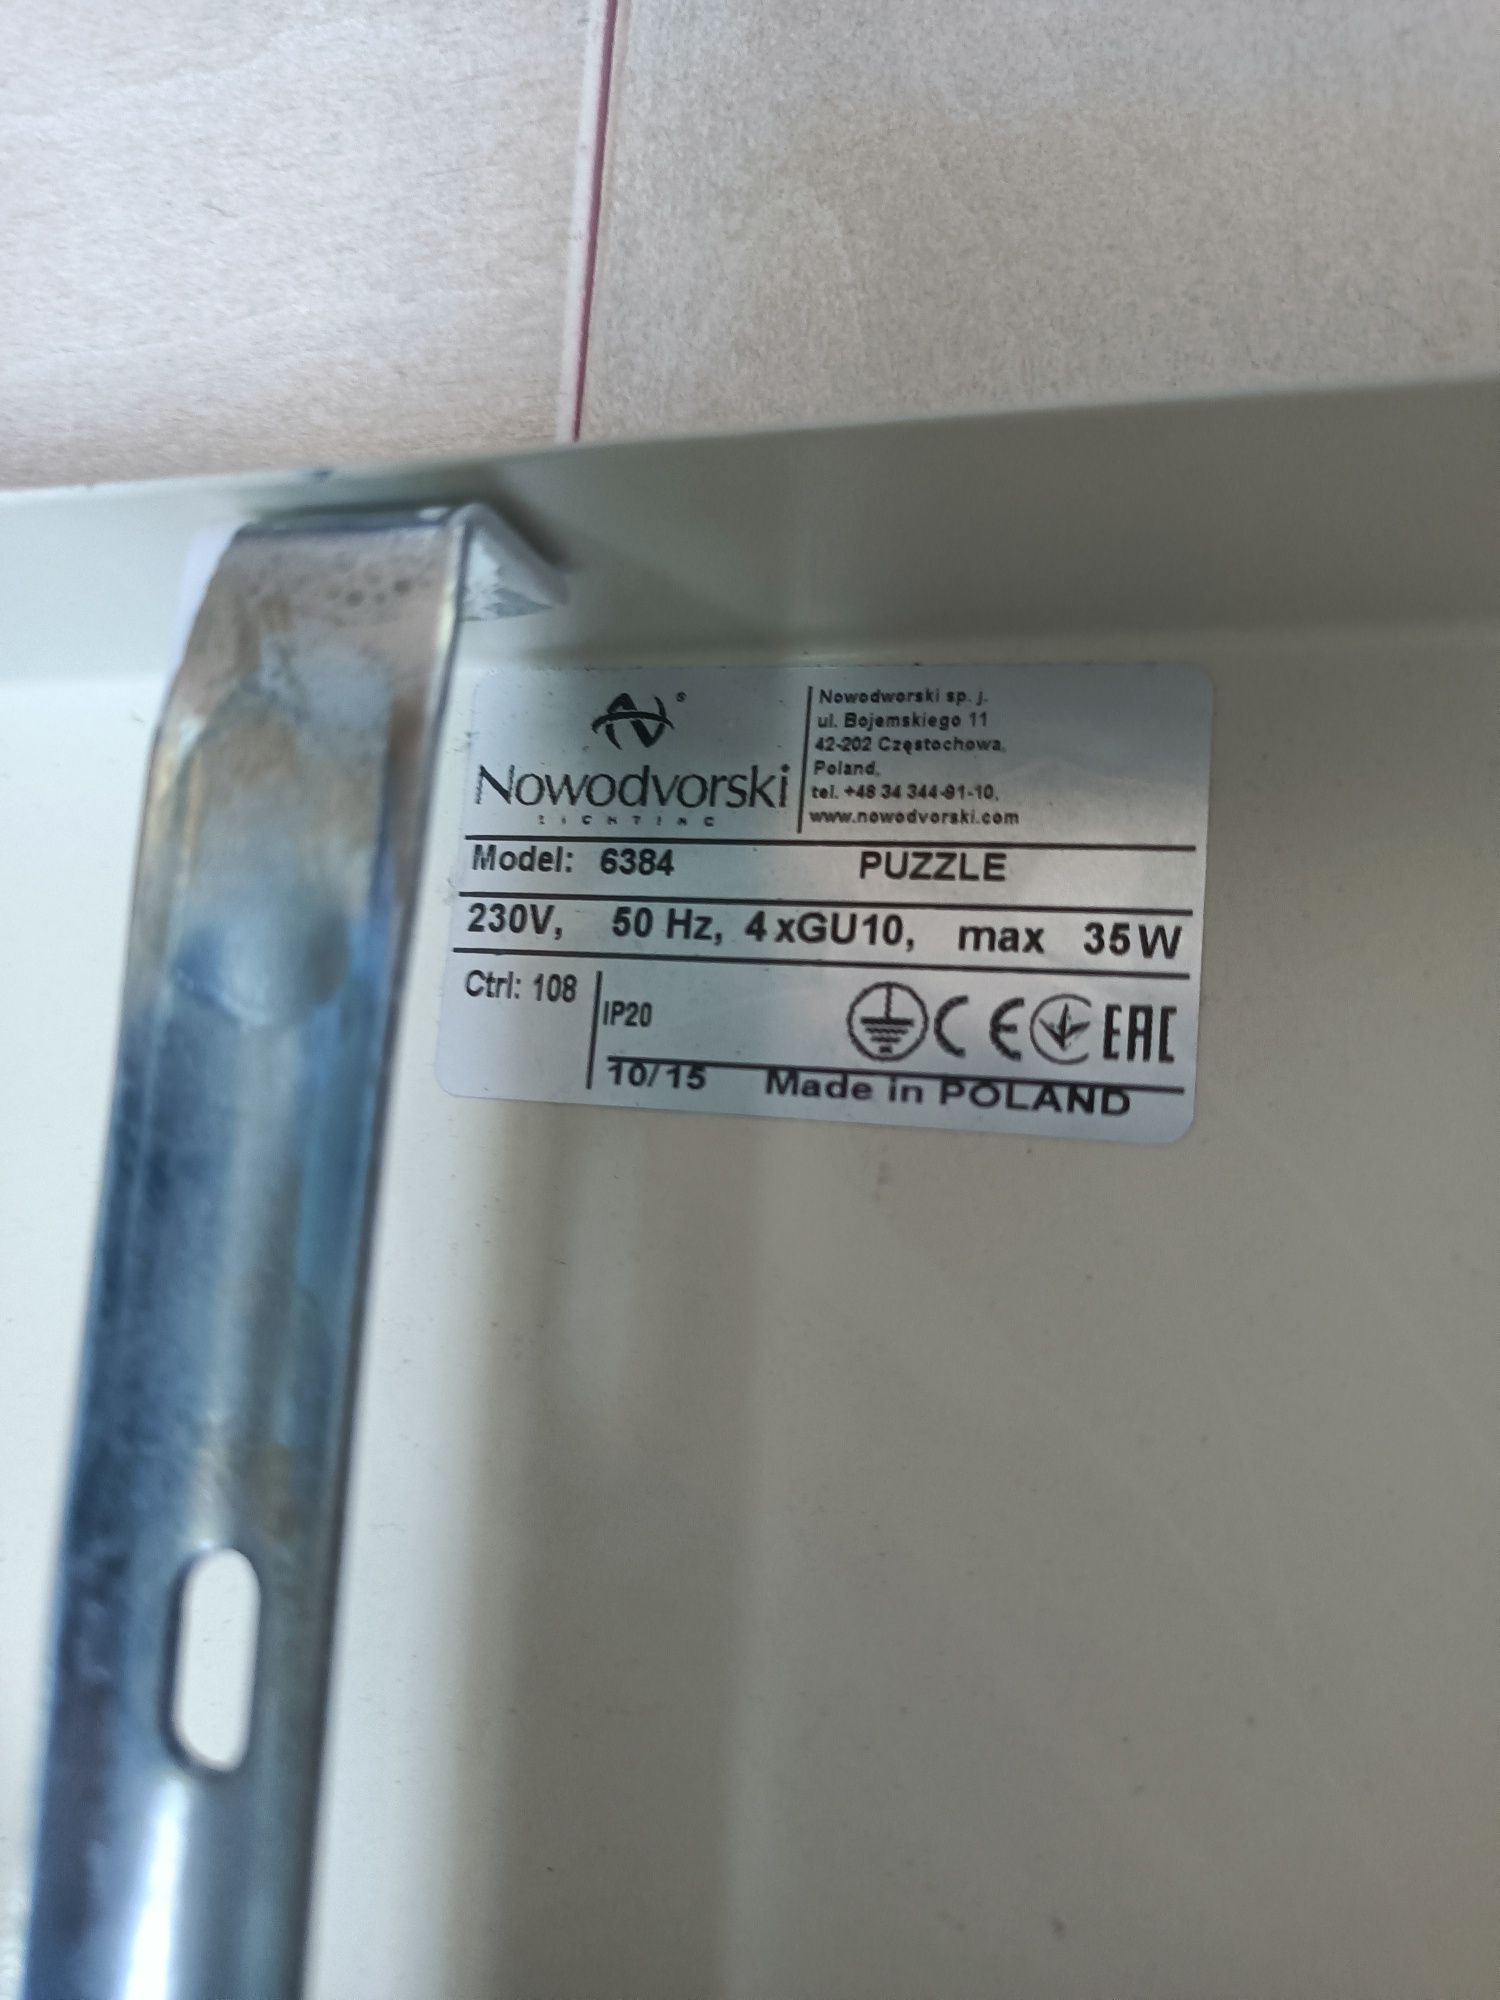 ®
Nowodvorski
LIGHTING
Nowodworski sp. j.
ul. Bojemskiego 11
42-202 Częstochowa,
Poland,
tel. +48 34 344-91-10,
www.nowodvorski.com
Model: 6384 PUZZLE
230V, 50 Hz, 4xGU10, max 35W
Ctrl: 108
IP20
CE EAC
10/15 Made in POLAND